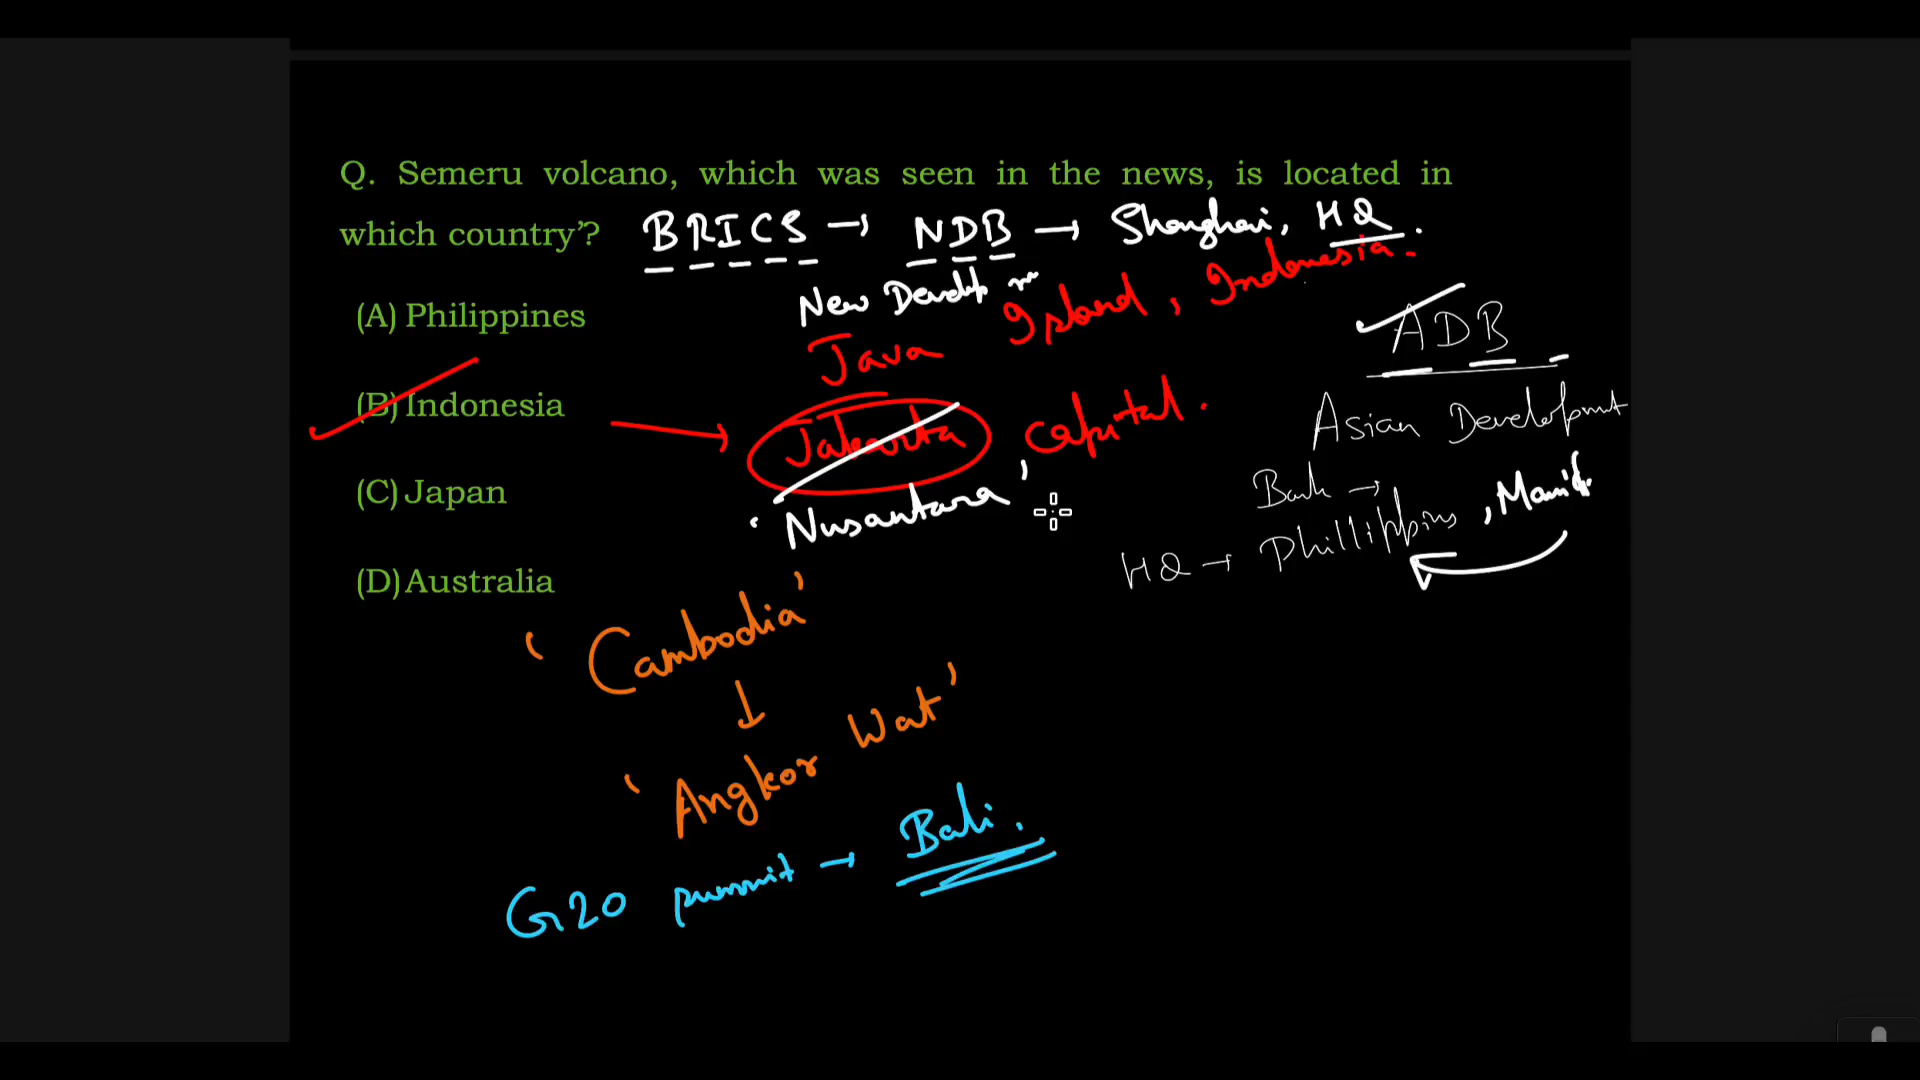 Q. Semeru volcano, which was seen in the news, is located in
which country’? BRICS → NDB → Shanghai, HQ.
New Develop
Java Island, Indonesia.
(A) Philippines
ADB
(B) Indonesia → Jakarta, capital.
Asian Development
Bank →
'Nusantara'
(C) Japan
HQ → Phillippins, Manila
(D) Australia
'Cambodia'
↓
'Angkor Wat'
G20 summit → Bali.